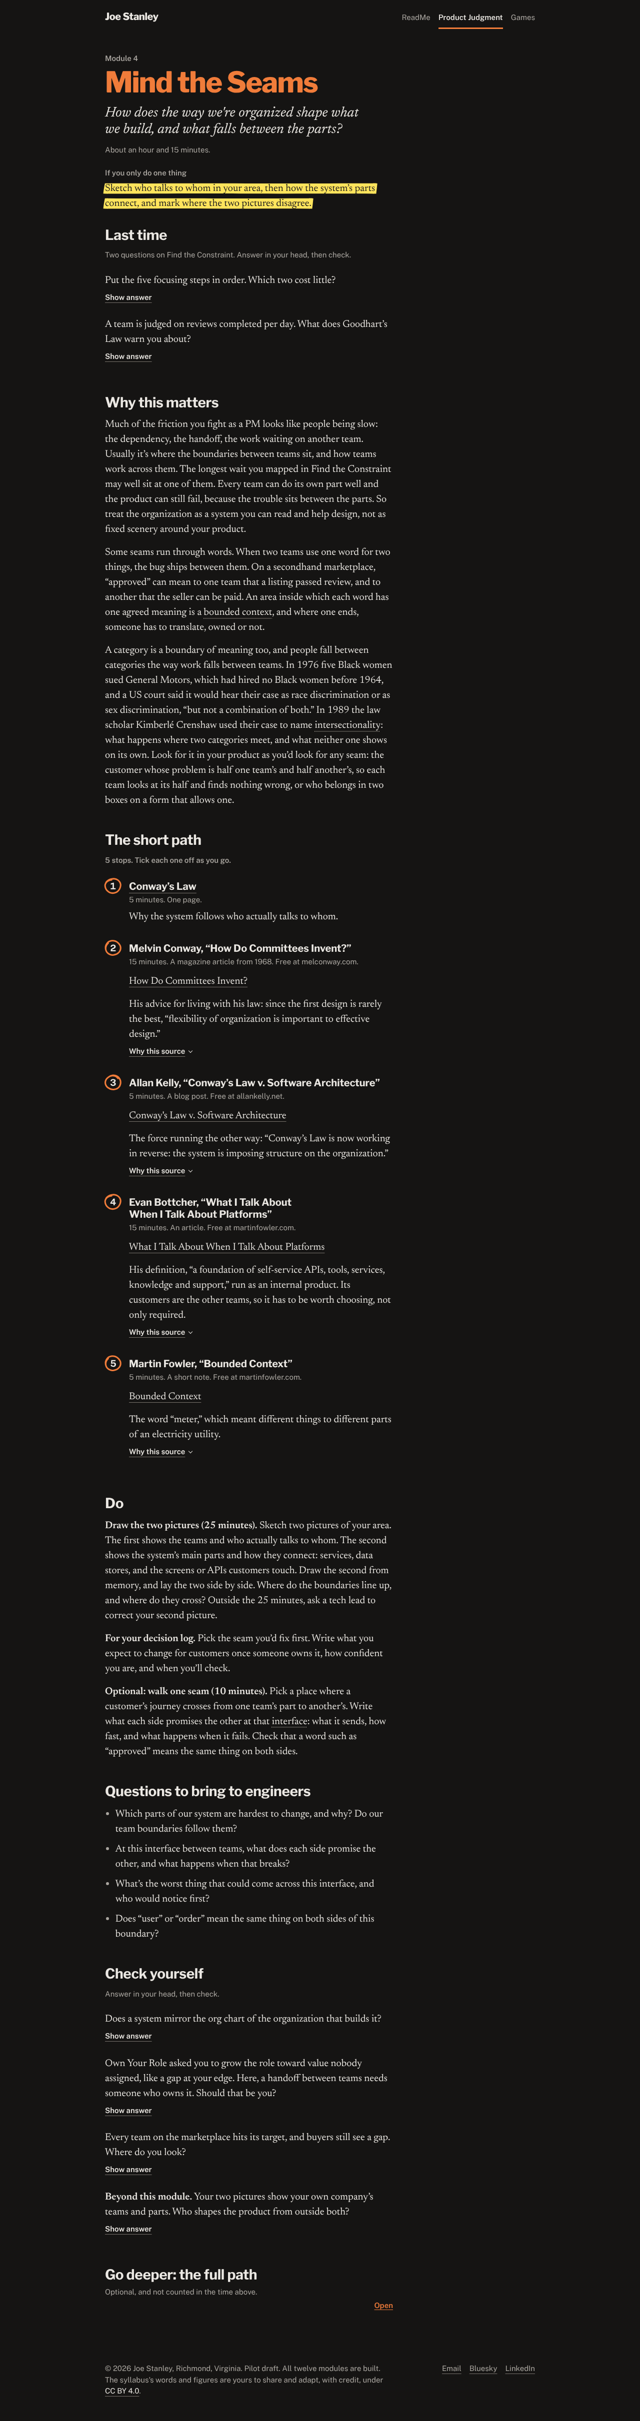 Joe Stanley
ReadMe Product Judgment Games
Module 4
Mind the Seams
How does the way we're organized shape what
we build, and what falls between the parts?
About an hour and 15 minutes.
If you only do one thing
Sketch who talks to whom in your area, then how the system's parts
connect, and mark where the two pictures disagree.
Last time
Two questions on Find the Constraint. Answer in your head, then check.
Put the five focusing steps in order. Which two cost little?
Show answer
A team is judged on reviews completed per day. What does Goodhart's
Law warn you about?
Show answer
Why this matters
Much of the friction you fight as a PM looks like people being slow:
the dependency, the handoff, the work waiting on another team.
Usually it's where the boundaries between teams sit, and how teams
work across them. The longest wait you mapped in Find the Constraint
may well sit at one of them. Every team can do its own part well and
the product can still fail, because the trouble sits between the parts. So
treat the organization as a system you can read and help design, not as
fixed scenery around your product.
Some seams run through words. When two teams use one word for two
things, the bug ships between them. On a secondhand marketplace,
“approved” can mean to one team that a listing passed review, and to
another that the seller can be paid. An area inside which each word has
one agreed meaning is a bounded context, and where one ends,
someone has to translate, owned or not.
A category is a boundary of meaning too, and people fall between
categories the way work falls between teams. In 1976 five Black women
sued General Motors, which had hired no Black women before 1964,
and a US court said it would hear their case as race discrimination or as
sex discrimination, “but not a combination of both.” In 1989 the law
scholar Kimberlé Crenshaw used their case to name intersectionality:
what happens where two categories meet, and what neither one shows
on its own. Look for it in your product as you'd look for any seam: the
customer whose problem is half one team's and half another's, so each
team looks at its half and finds nothing wrong, or who belongs in two
boxes on a form that allows one.
The short path
5 stops. Tick each one off as you go.
1 Conway's Law
5 minutes. One page.
Why the system follows who actually talks to whom.
2 Melvin Conway, “How Do Committees Invent?”
15 minutes. A magazine article from 1968. Free at melconway.com.
How Do Committees Invent?
His advice for living with his law: since the first design is rarely
the best, “flexibility of organization is important to effective
design.”
Why this source
3 Allan Kelly, “Conway's Law v. Software Architecture”
5 minutes. A blog post. Free at allankelly.net.
Conway's Law v. Software Architecture
The force running the other way: “Conway's Law is now working
in reverse: the system is imposing structure on the organization.”
Why this source
4 Evan Bottcher, “What I Talk About
When I Talk About Platforms”
15 minutes. An article. Free at martinfowler.com.
What I Talk About When I Talk About Platforms
His definition, “a foundation of self-service APIs, tools, services,
knowledge and support,” run as an internal product. Its
customers are the other teams, so it has to be worth choosing, not
only required.
Why this source
5 Martin Fowler, “Bounded Context”
5 minutes. A short note. Free at martinfowler.com.
Bounded Context
The word “meter,” which meant different things to different parts
of an electricity utility.
Why this source
Do
Draw the two pictures (25 minutes). Sketch two pictures of your area.
The first shows the teams and who actually talks to whom. The second
shows the system's main parts and how they connect: services, data
stores, and the screens or APIs customers touch. Draw the second from
memory, and lay the two side by side. Where do the boundaries line up,
and where do they cross? Outside the 25 minutes, ask a tech lead to
correct your second picture.
For your decision log. Pick the seam you'd fix first. Write what you
expect to change for customers once someone owns it, how confident
you are, and when you'll check.
Optional: walk one seam (10 minutes). Pick a place where a
customer's journey crosses from one team's part to another's. Write
what each side promises the other at that interface: what it sends, how
fast, and what happens when it fails. Check that a word such as
“approved” means the same thing on both sides.
Questions to bring to engineers
• Which parts of our system are hardest to change, and why? Do our
team boundaries follow them?
• At this interface between teams, what does each side promise the
other, and what happens when that breaks?
• What's the worst thing that could come across this interface, and
who would notice first?
• Does “user” or “order” mean the same thing on both sides of this
boundary?
Check yourself
Answer in your head, then check.
Does a system mirror the org chart of the organization that builds it?
Show answer
Own Your Role asked you to grow the role toward value nobody
assigned, like a gap at your edge. Here, a handoff between teams needs
someone who owns it. Should that be you?
Show answer
Every team on the marketplace hits its target, and buyers still see a gap.
Where do you look?
Show answer
Beyond this module. Your two pictures show your own company's
teams and parts. Who shapes the product from outside both?
Show answer
Go deeper: the full path
Optional, and not counted in the time above.
Open
© 2026 Joe Stanley, Richmond, Virginia. Pilot draft. All twelve modules are built.
The syllabus's words and figures are yours to share and adapt, with credit, under
CC BY 4.0.
Email Bluesky LinkedIn